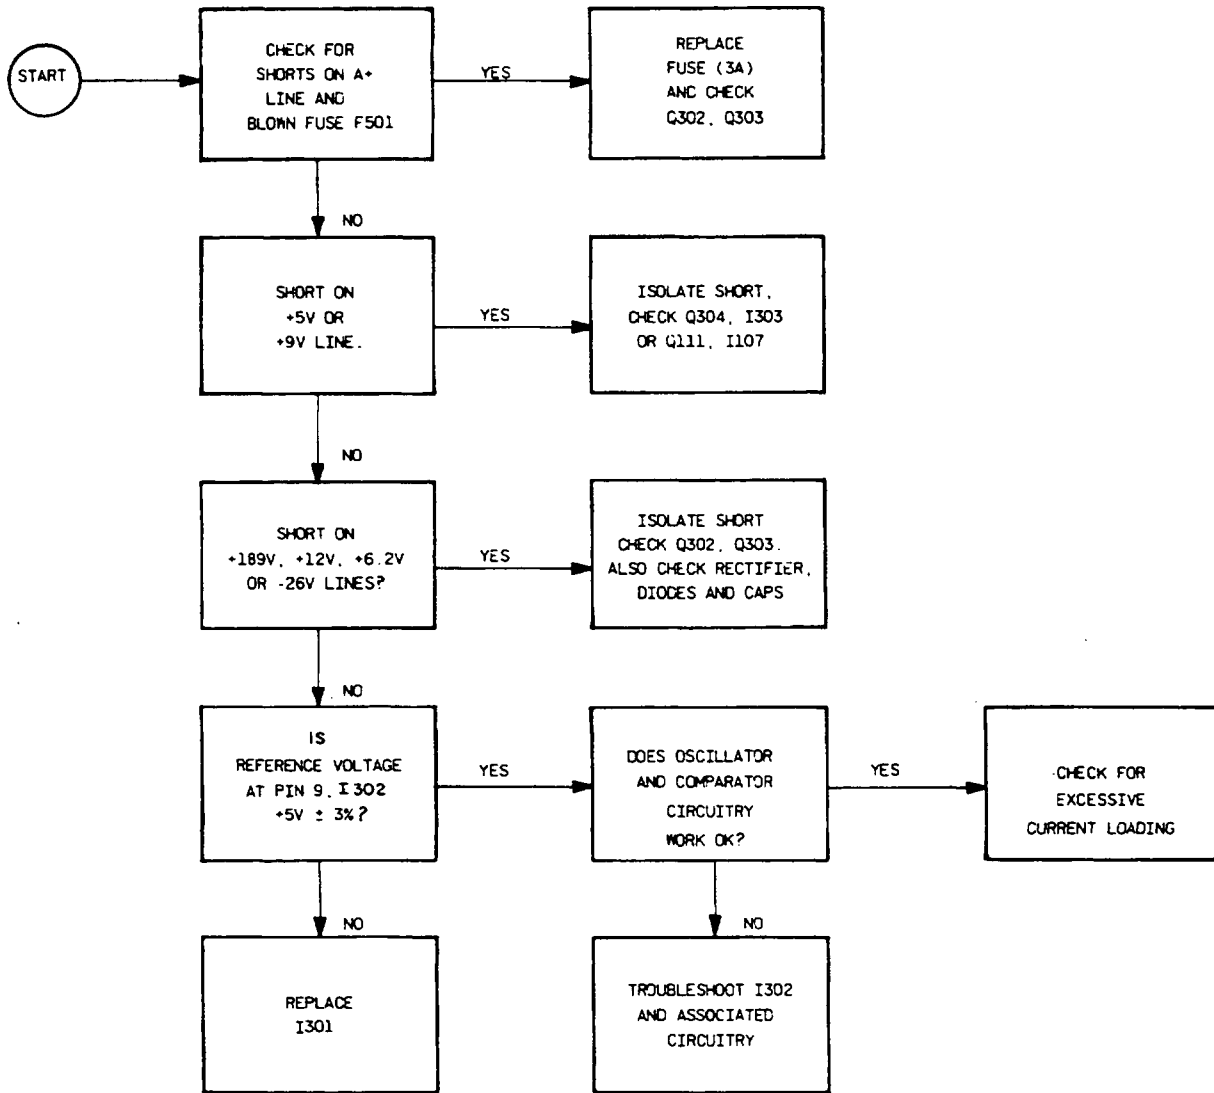 START
CHECK FOR
SHORTS ON A+
LINE AND
BLOWN FUSE F501
YES
REPLACE
FUSE (3A)
AND CHECK
Q302, Q303
NO
SHORT ON
+5V OR
+9V LINE.
YES
ISOLATE SHORT,
CHECK Q304, I303
OR Q111, I107
NO
SHORT ON
+189V, +12V, +6.2V
OR -26V LINES?
YES
ISOLATE SHORT
CHECK Q302, Q303.
ALSO CHECK RECTIFIER,
DIODES AND CAPS
NO
IS
REFERENCE VOLTAGE
AT PIN 9, I302
+5V ± 3%?
YES
DOES OSCILLATOR
AND COMPARATOR
CIRCUITRY
WORK OK?
YES
CHECK FOR
EXCESSIVE
CURRENT LOADING
NO
REPLACE
I301
NO
TROUBLESHOOT I302
AND ASSOCIATED
CIRCUITRY